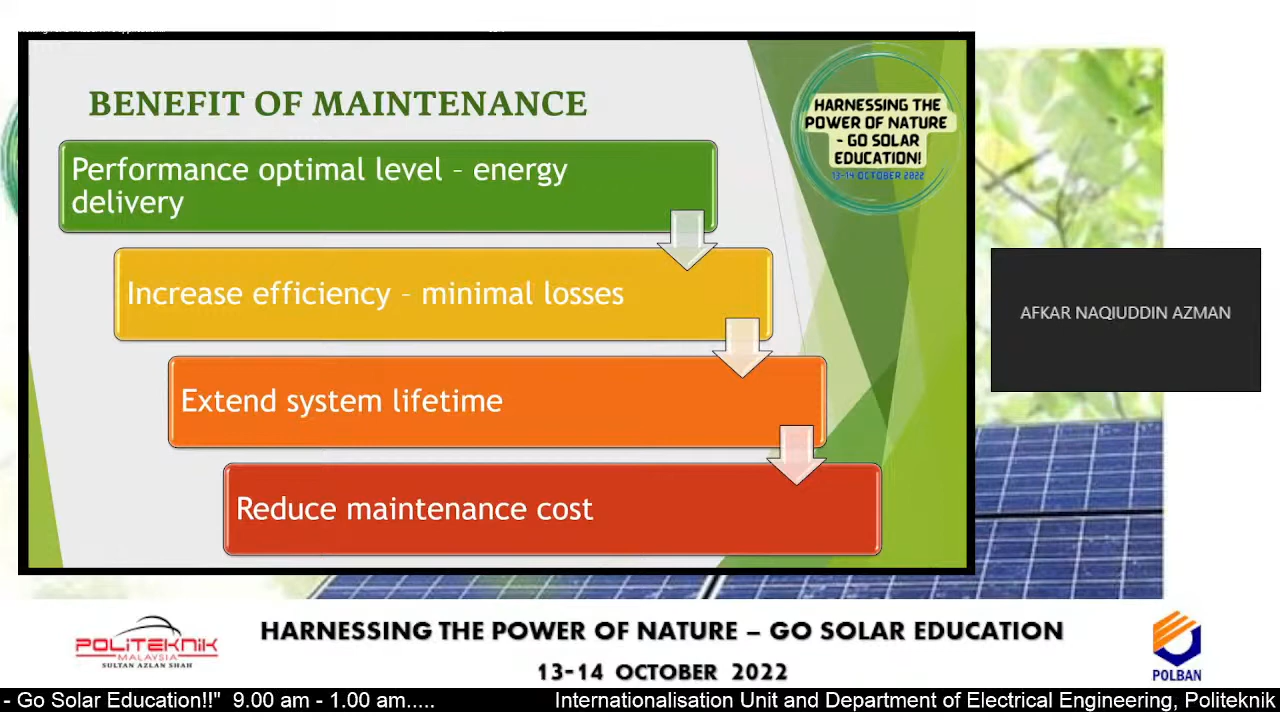 BENEFIT OF MAINTENANCE
HARNESSING THE
POWER OF NATURE
- GO SOLAR
EDUCATION!
13-14 OCTOBER 2022
Performance optimal level – energy
delivery
Increase efficiency – minimal losses
Extend system lifetime
Reduce maintenance cost
AFKAR NAQIUDDIN AZMAN
POLITEKNIK
MALAYSIA
SULTAN AZLAN SHAH
HARNESSING THE POWER OF NATURE – GO SOLAR EDUCATION
13-14 OCTOBER 2022
POLBAN
- Go Solar Education!!" 9.00 am - 1.00 am..... Internationalisation Unit and Department of Electrical Engineering, Politeknik